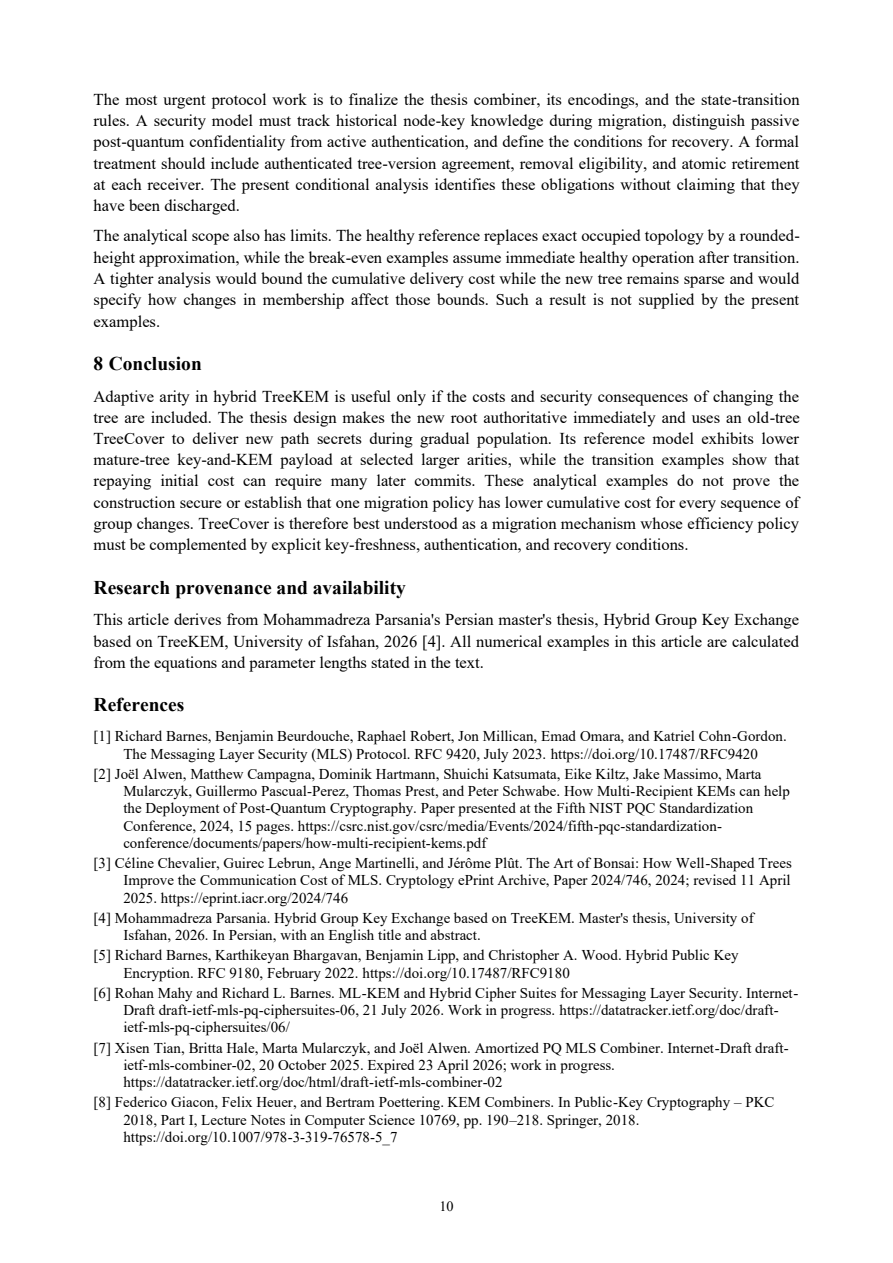 The most urgent protocol work is to finalize the thesis combiner, its encodings, and the state-transition
rules. A security model must track historical node-key knowledge during migration, distinguish passive
post-quantum confidentiality from active authentication, and define the conditions for recovery. A formal
treatment should include authenticated tree-version agreement, removal eligibility, and atomic retirement
at each receiver. The present conditional analysis identifies these obligations without claiming that they
have been discharged.
The analytical scope also has limits. The healthy reference replaces exact occupied topology by a rounded-
height approximation, while the break-even examples assume immediate healthy operation after transition.
A tighter analysis would bound the cumulative delivery cost while the new tree remains sparse and would
specify how changes in membership affect those bounds. Such a result is not supplied by the present
examples.
8 Conclusion
Adaptive arity in hybrid TreeKEM is useful only if the costs and security consequences of changing the
tree are included. The thesis design makes the new root authoritative immediately and uses an old-tree
TreeCover to deliver new path secrets during gradual population. Its reference model exhibits lower
mature-tree key-and-KEM payload at selected larger arities, while the transition examples show that
repaying initial cost can require many later commits. These analytical examples do not prove the
construction secure or establish that one migration policy has lower cumulative cost for every sequence of
group changes. TreeCover is therefore best understood as a migration mechanism whose efficiency policy
must be complemented by explicit key-freshness, authentication, and recovery conditions.
Research provenance and availability
This article derives from Mohammadreza Parsania's Persian master's thesis, Hybrid Group Key Exchange
based on TreeKEM, University of Isfahan, 2026 [4]. All numerical examples in this article are calculated
from the equations and parameter lengths stated in the text.
References
[1] Richard Barnes, Benjamin Beurdouche, Raphael Robert, Jon Millican, Emad Omara, and Katriel Cohn-Gordon.
The Messaging Layer Security (MLS) Protocol. RFC 9420, July 2023. https://doi.org/10.17487/RFC9420
[2] Joël Alwen, Matthew Campagna, Dominik Hartmann, Shuichi Katsumata, Eike Kiltz, Jake Massimo, Marta
Mularczyk, Guillermo Pascual-Perez, Thomas Prest, and Peter Schwabe. How Multi-Recipient KEMs can help
the Deployment of Post-Quantum Cryptography. Paper presented at the Fifth NIST PQC Standardization
Conference, 2024, 15 pages. https://csrc.nist.gov/csrc/media/Events/2024/fifth-pqc-standardization-
conference/documents/papers/how-multi-recipient-kems.pdf
[3] Céline Chevalier, Guirec Lebrun, Ange Martinelli, and Jérôme Plût. The Art of Bonsai: How Well-Shaped Trees
Improve the Communication Cost of MLS. Cryptology ePrint Archive, Paper 2024/746, 2024; revised 11 April
2025. https://eprint.iacr.org/2024/746
[4] Mohammadreza Parsania. Hybrid Group Key Exchange based on TreeKEM. Master's thesis, University of
Isfahan, 2026. In Persian, with an English title and abstract.
[5] Richard Barnes, Karthikeyan Bhargavan, Benjamin Lipp, and Christopher A. Wood. Hybrid Public Key
Encryption. RFC 9180, February 2022. https://doi.org/10.17487/RFC9180
[6] Rohan Mahy and Richard L. Barnes. ML-KEM and Hybrid Cipher Suites for Messaging Layer Security. Internet-
Draft draft-ietf-mls-pq-ciphersuites-06, 21 July 2026. Work in progress. https://datatracker.ietf.org/doc/draft-
ietf-mls-pq-ciphersuites/06/
[7] Xisen Tian, Britta Hale, Marta Mularczyk, and Joël Alwen. Amortized PQ MLS Combiner. Internet-Draft draft-
ietf-mls-combiner-02, 20 October 2025. Expired 23 April 2026; work in progress.
https://datatracker.ietf.org/doc/html/draft-ietf-mls-combiner-02
[8] Federico Giacon, Felix Heuer, and Bertram Poettering. KEM Combiners. In Public-Key Cryptography – PKC
2018, Part I, Lecture Notes in Computer Science 10769, pp. 190–218. Springer, 2018.
https://doi.org/10.1007/978-3-319-76578-5_7
10